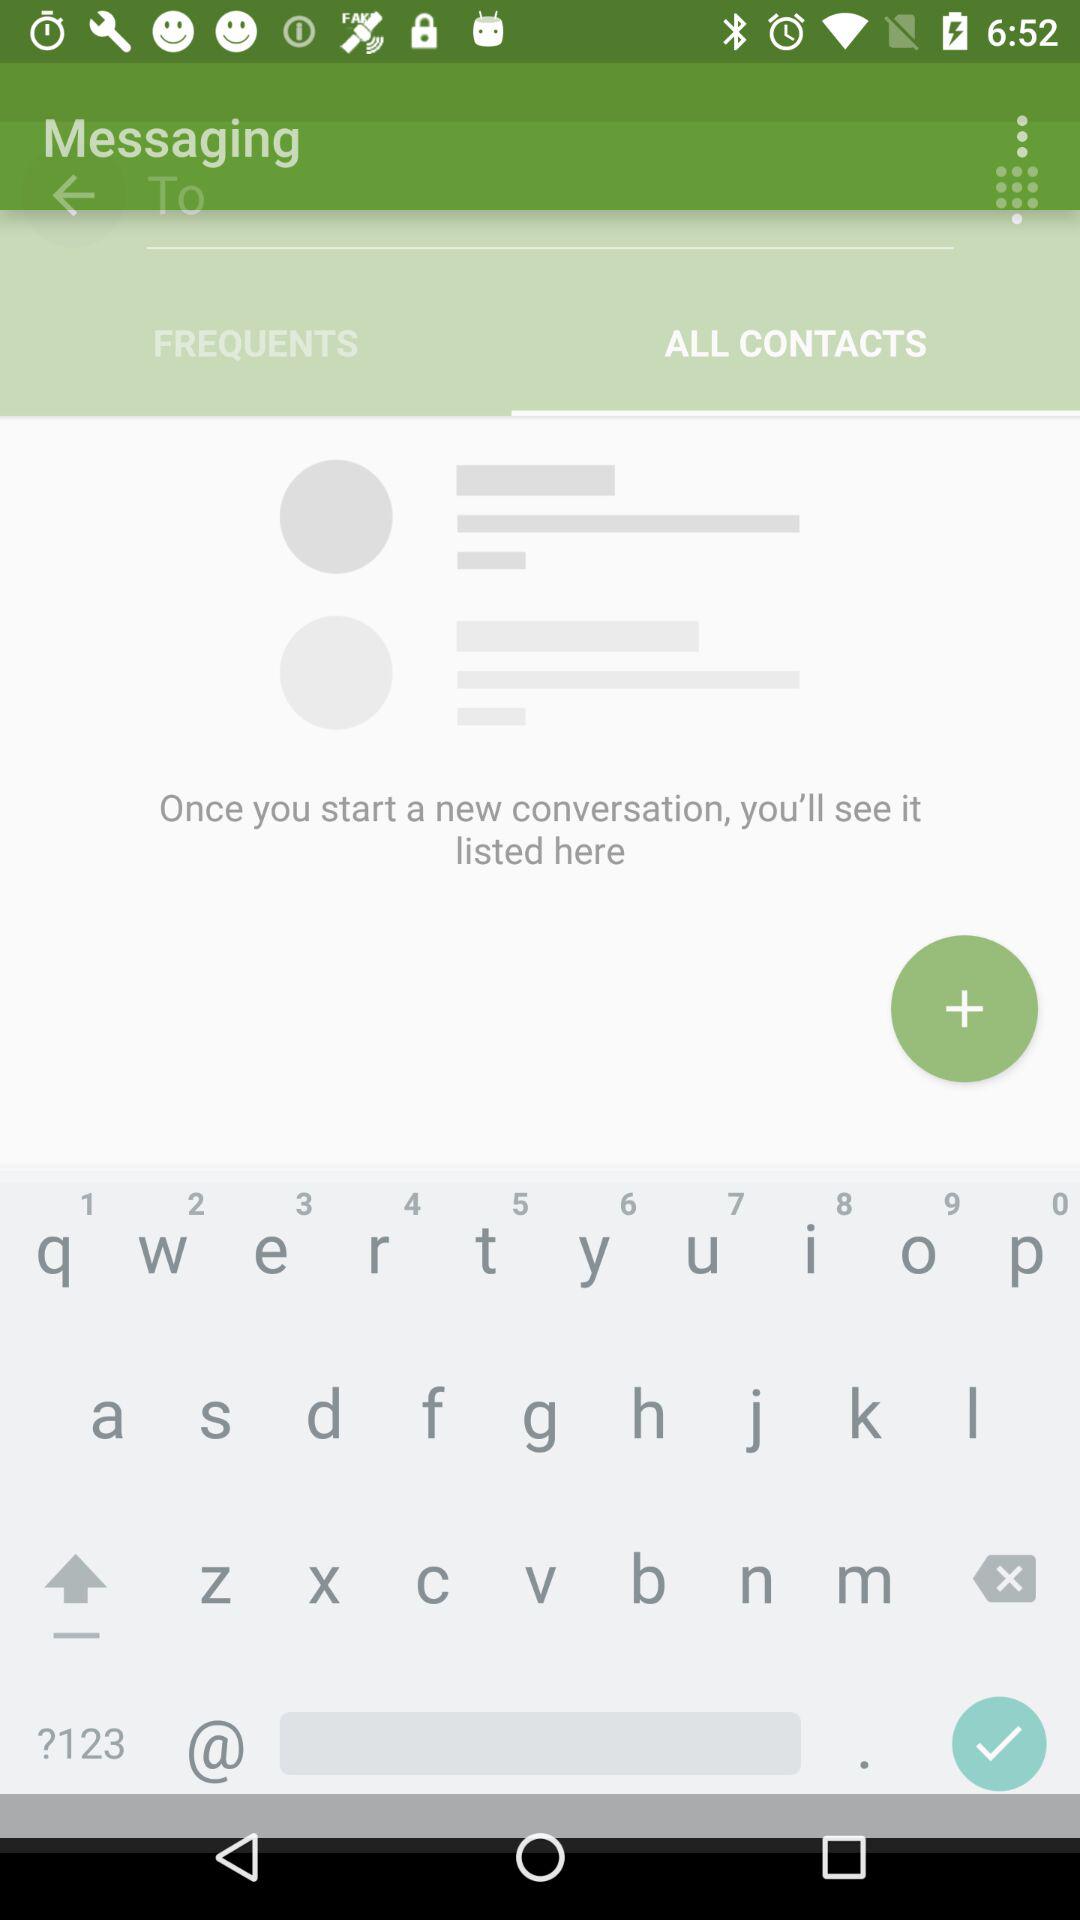 FAKE 6:52
Messaging
To
FREQUENTS ALL CONTACTS
Once you start a new conversation, you’ll see it
listed here
1 2 3 4 5 6 7 8 9 0
q w e r t y u i o p
a s d f g h j k l
z x c v b n m
?123 @ .